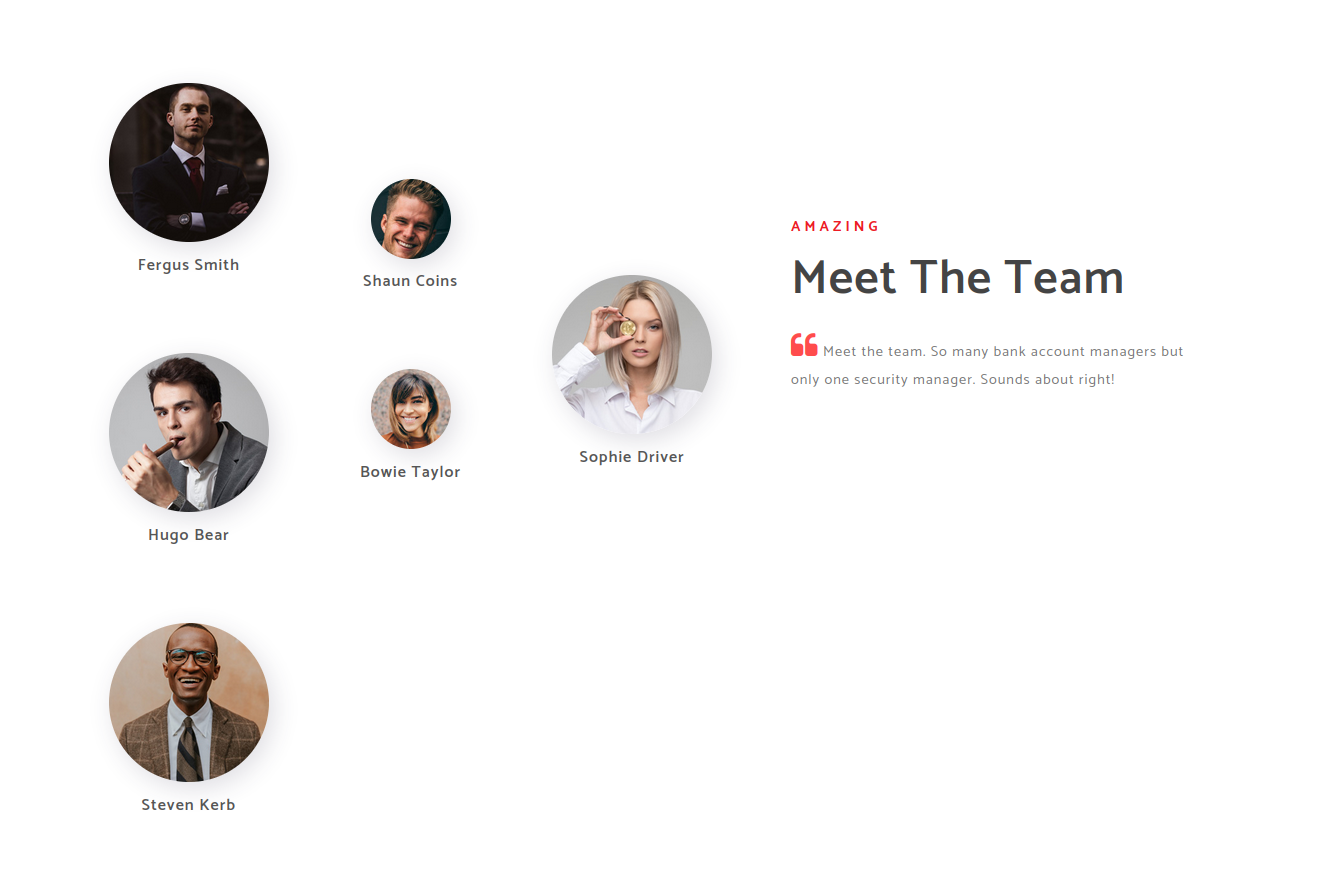 Fergus Smith
Shaun Coins
Hugo Bear
Bowie Taylor
Sophie Driver
Steven Kerb
AMAZING
Meet The Team
Meet the team. So many bank account managers but
only one security manager. Sounds about right!